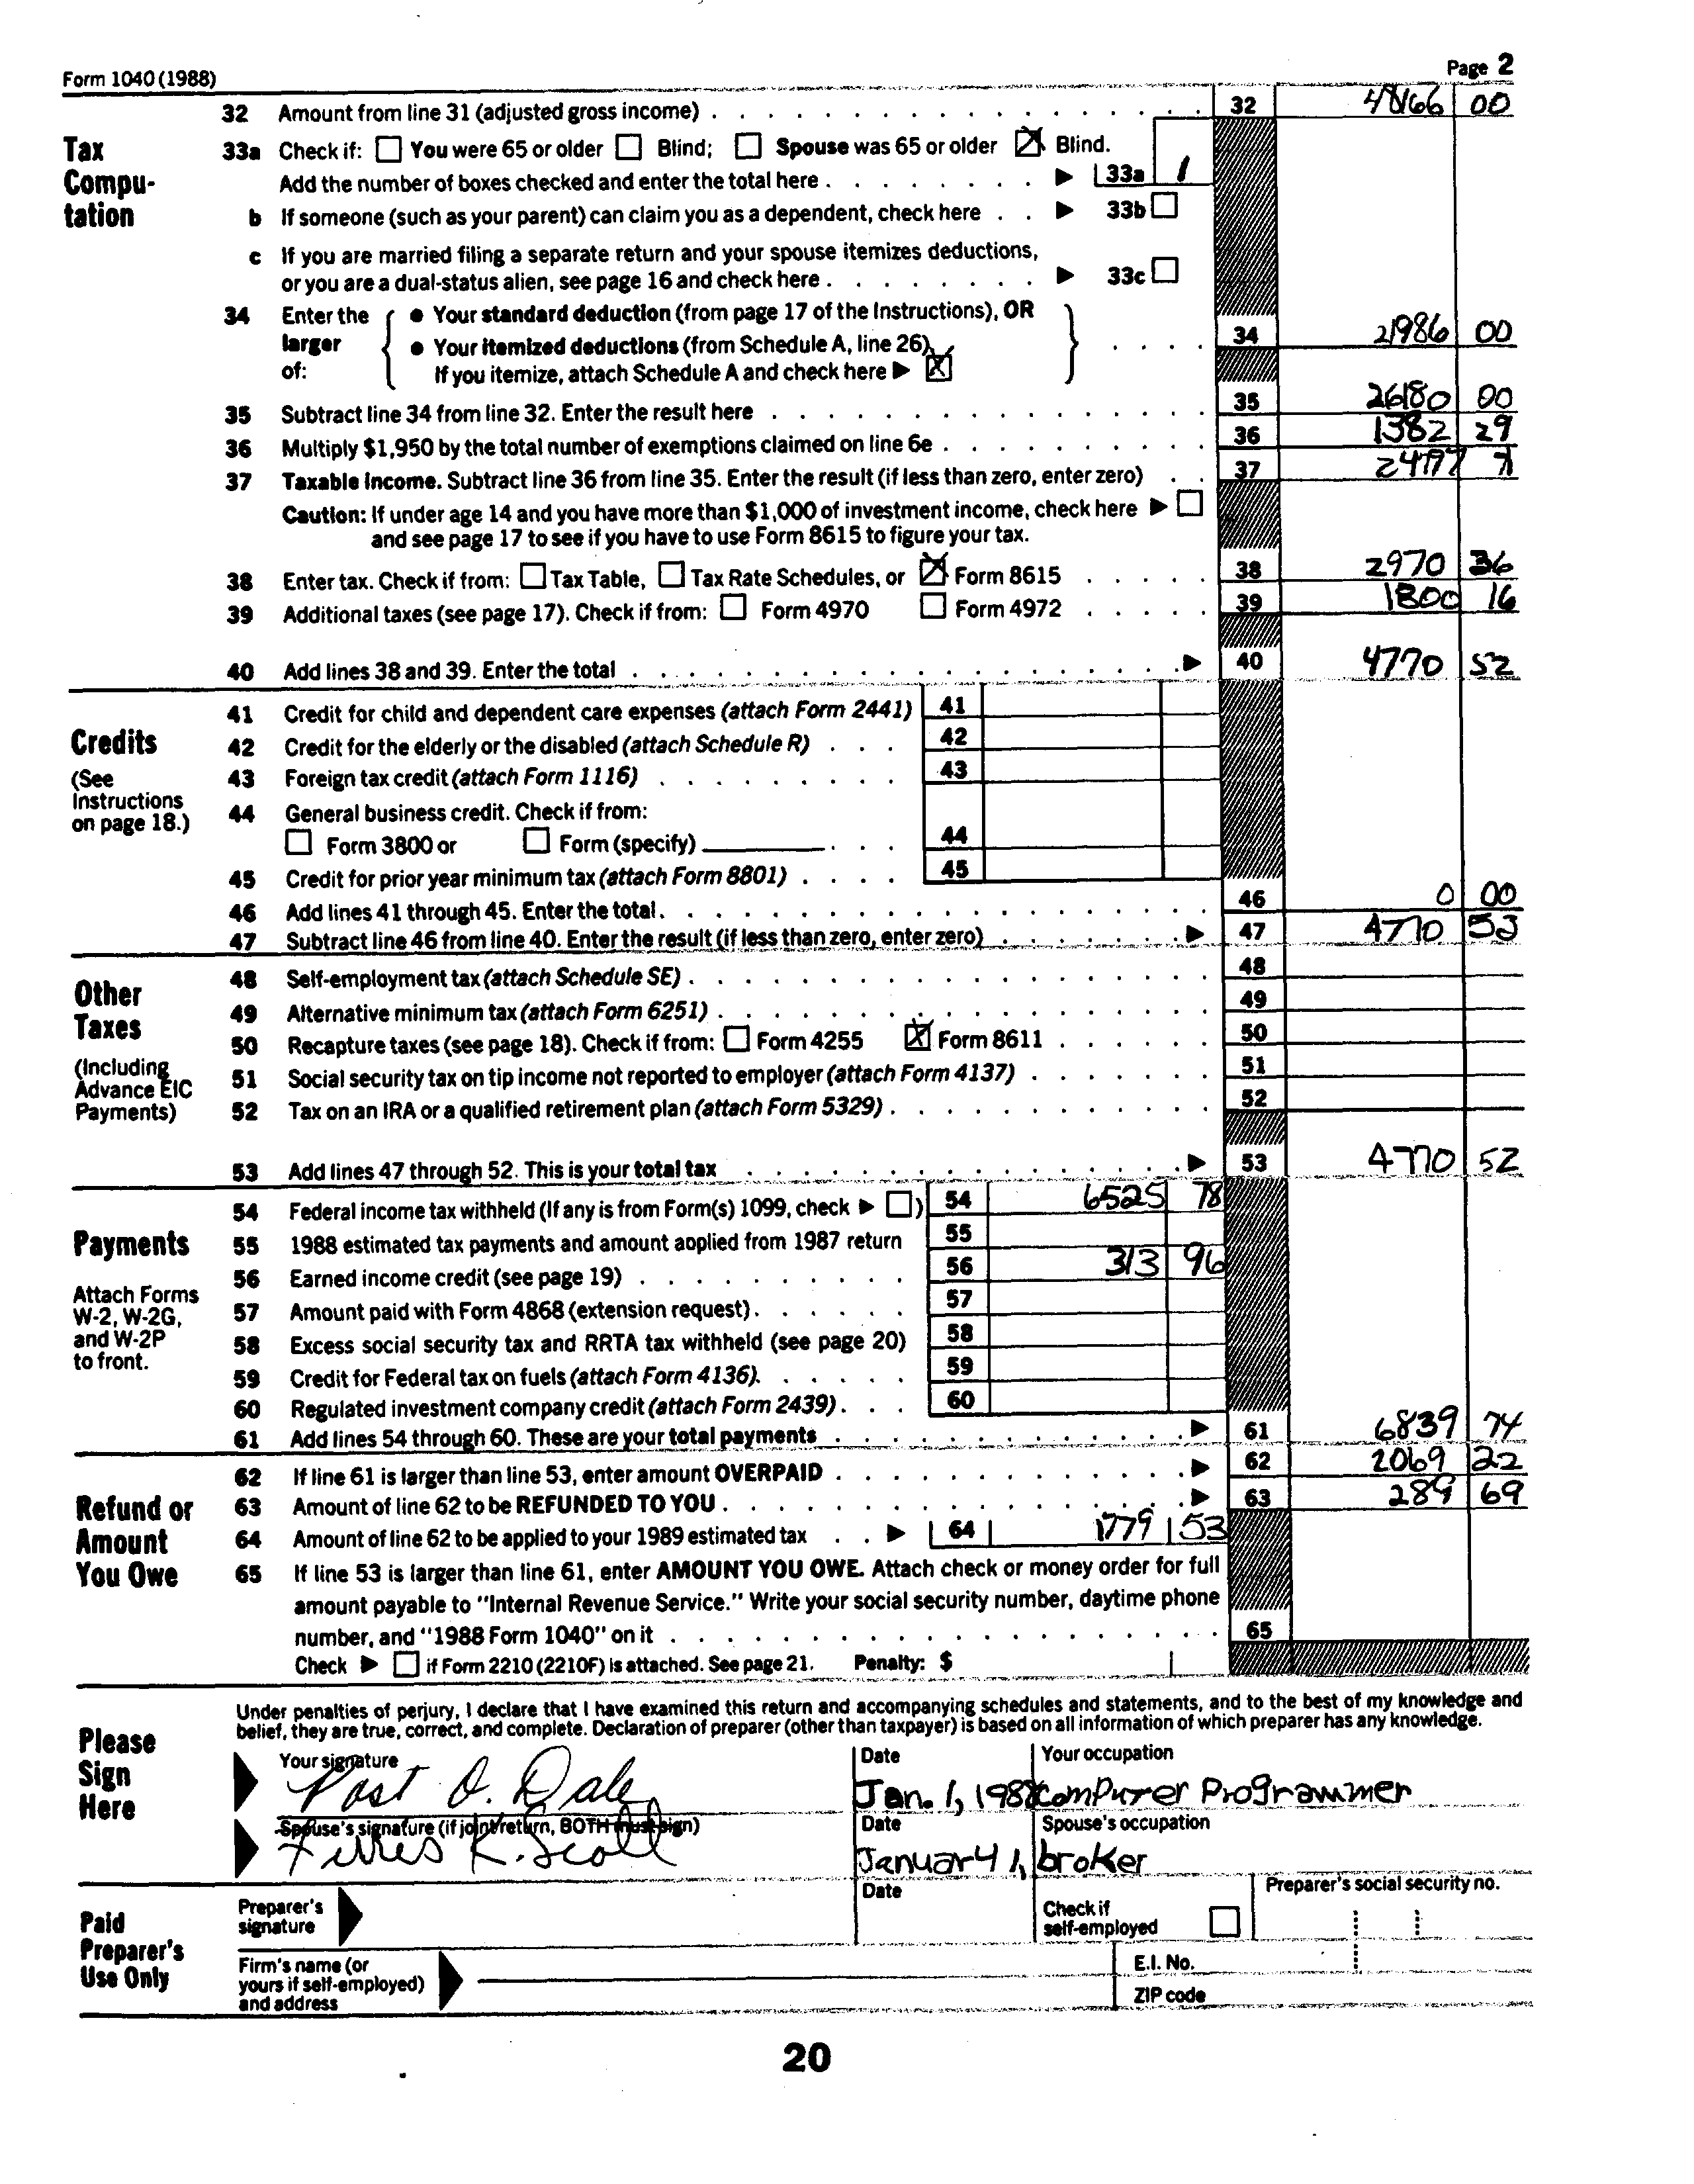 Form 1040 (1988) Page 2
Tax Computation
32 Amount from line 31 (adjusted gross income) 32 48166 00
33a Check if: You were 65 or older Blind; Spouse was 65 or older Blind.
Add the number of boxes checked and enter the total here 33a 1
b If someone (such as your parent) can claim you as a dependent, check here 33b
c If you are married filing a separate return and your spouse itemizes deductions,
or you are a dual-status alien, see page 16 and check here 33c
34 Enter the larger of: • Your standard deduction (from page 17 of the Instructions), OR
• Your itemized deductions (from Schedule A, line 26). 34 21986 00
If you itemize, attach Schedule A and check here
35 Subtract line 34 from line 32. Enter the result here 35 26180 00
36 Multiply $1,950 by the total number of exemptions claimed on line 6e 36 1382 29
37 Taxable income. Subtract line 36 from line 35. Enter the result (if less than zero, enter zero) 37
Caution: If under age 14 and you have more than $1,000 of investment income, check here
and see page 17 to see if you have to use Form 8615 to figure your tax.
38 Enter tax. Check if from: Tax Table, Tax Rate Schedules, or Form 8615 38 2970 36
39 Additional taxes (see page 17). Check if from: Form 4970 Form 4972 39 1800 16
40 Add lines 38 and 39. Enter the total 40 4770 52
Credits
(See Instructions on page 18.)
41 Credit for child and dependent care expenses (attach Form 2441) 41
42 Credit for the elderly or the disabled (attach Schedule R) 42
43 Foreign tax credit (attach Form 1116) 43
44 General business credit. Check if from:
Form 3800 or Form (specify) 44
45 Credit for prior year minimum tax (attach Form 8801) 45
46 Add lines 41 through 45. Enter the total. 46 0 00
47 Subtract line 46 from line 40. Enter the result (if less than zero, enter zero) 47 4770 52
Other Taxes
(Including Advance EIC Payments)
48 Self-employment tax (attach Schedule SE) 48
49 Alternative minimum tax (attach Form 6251) 49
50 Recapture taxes (see page 18). Check if from: Form 4255 Form 8611 50
51 Social security tax on tip income not reported to employer (attach Form 4137) 51
52 Tax on an IRA or a qualified retirement plan (attach Form 5329) 52
53 Add lines 47 through 52. This is your total tax 53 4770 52
Payments
Attach Forms W-2, W-2G, and W-2P to front.
54 Federal income tax withheld (If any is from Form(s) 1099, check ) 54 6525 78
55 1988 estimated tax payments and amount applied from 1987 return 55
56 Earned income credit (see page 19) 56 313 96
57 Amount paid with Form 4868 (extension request) 57
58 Excess social security tax and RRTA tax withheld (see page 20) 58
59 Credit for Federal tax on fuels (attach Form 4136). 59
60 Regulated investment company credit (attach Form 2439) 60
61 Add lines 54 through 60. These are your total payments 61 6839 74
Refund or Amount You Owe
62 If line 61 is larger than line 53, enter amount OVERPAID 62 2069 22
63 Amount of line 62 to be REFUNDED TO YOU 63 289 69
64 Amount of line 62 to be applied to your 1989 estimated tax 64 1779 53
65 If line 53 is larger than line 61, enter AMOUNT YOU OWE. Attach check or money order for full
amount payable to "Internal Revenue Service." Write your social security number, daytime phone
number, and "1988 Form 1040" on it 65
Check if Form 2210 (2210F) is attached. See page 21. Penalty: $
Please Sign Here
Under penalties of perjury, I declare that I have examined this return and accompanying schedules and statements, and to the best of my knowledge and
belief, they are true, correct, and complete. Declaration of preparer (other than taxpayer) is based on all information of which preparer has any knowledge.
Your signature Date Your occupation
Post O. Dale Jan. 1, 1988 Computer Programmer
Spouse's signature (if joint return, BOTH must sign) Date Spouse's occupation
K. Scott January 1, broker
Paid Preparer's Use Only
Preparer's signature Date Check if self-employed Preparer's social security no.
Firm's name (or yours if self-employed) and address E.I. No.
ZIP code
20